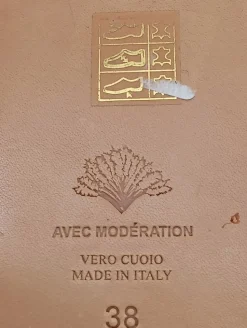 AVEC MODÉRATION
VERO CUOIO
MADE IN ITALY
38